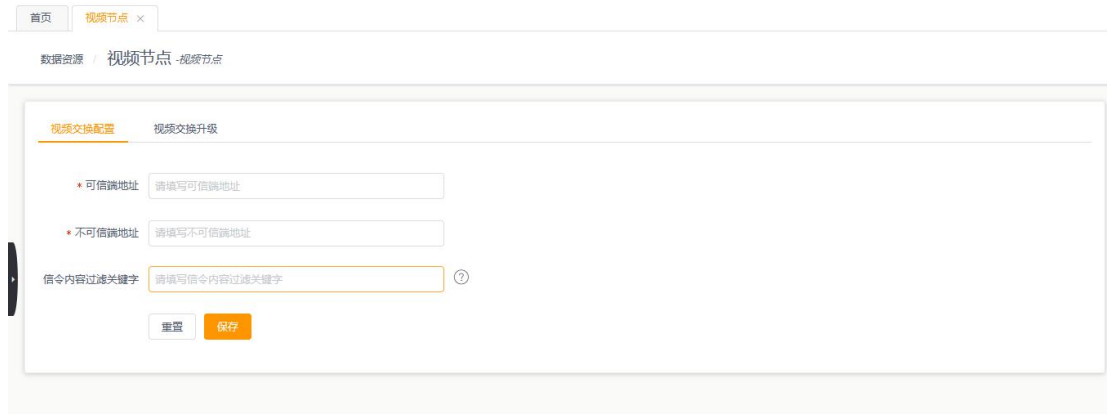 首页 视频节点 ×
数据资源 / 视频节点 -视频节点
视频交换配置 视频交换升级
* 可信端地址 请填写可信端地址
* 不可信端地址 请填写不可信端地址
信令内容过滤关键字 请填写信令内容过滤关键字 ?
重置 保存